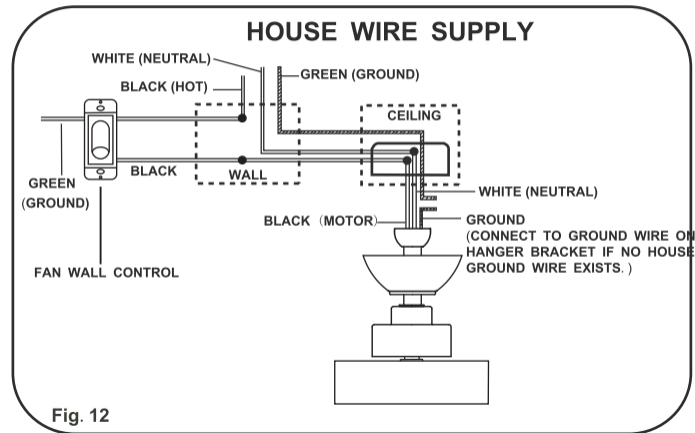 HOUSE WIRE SUPPLY
WHITE (NEUTRAL)
GREEN (GROUND)
BLACK (HOT)
CEILING
BLACK
WALL
GREEN
(GROUND)
WHITE (NEUTRAL)
BLACK (MOTOR)
GROUND
(CONNECT TO GROUND WIRE ON
HANGER BRACKET IF NO HOUSE
GROUND WIRE EXISTS. )
FAN WALL CONTROL
Fig. 12